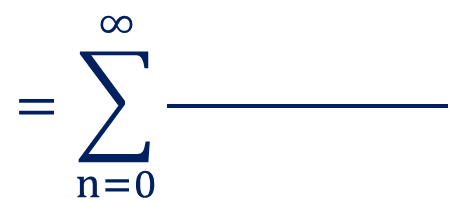 ∞
= ∑
n=0